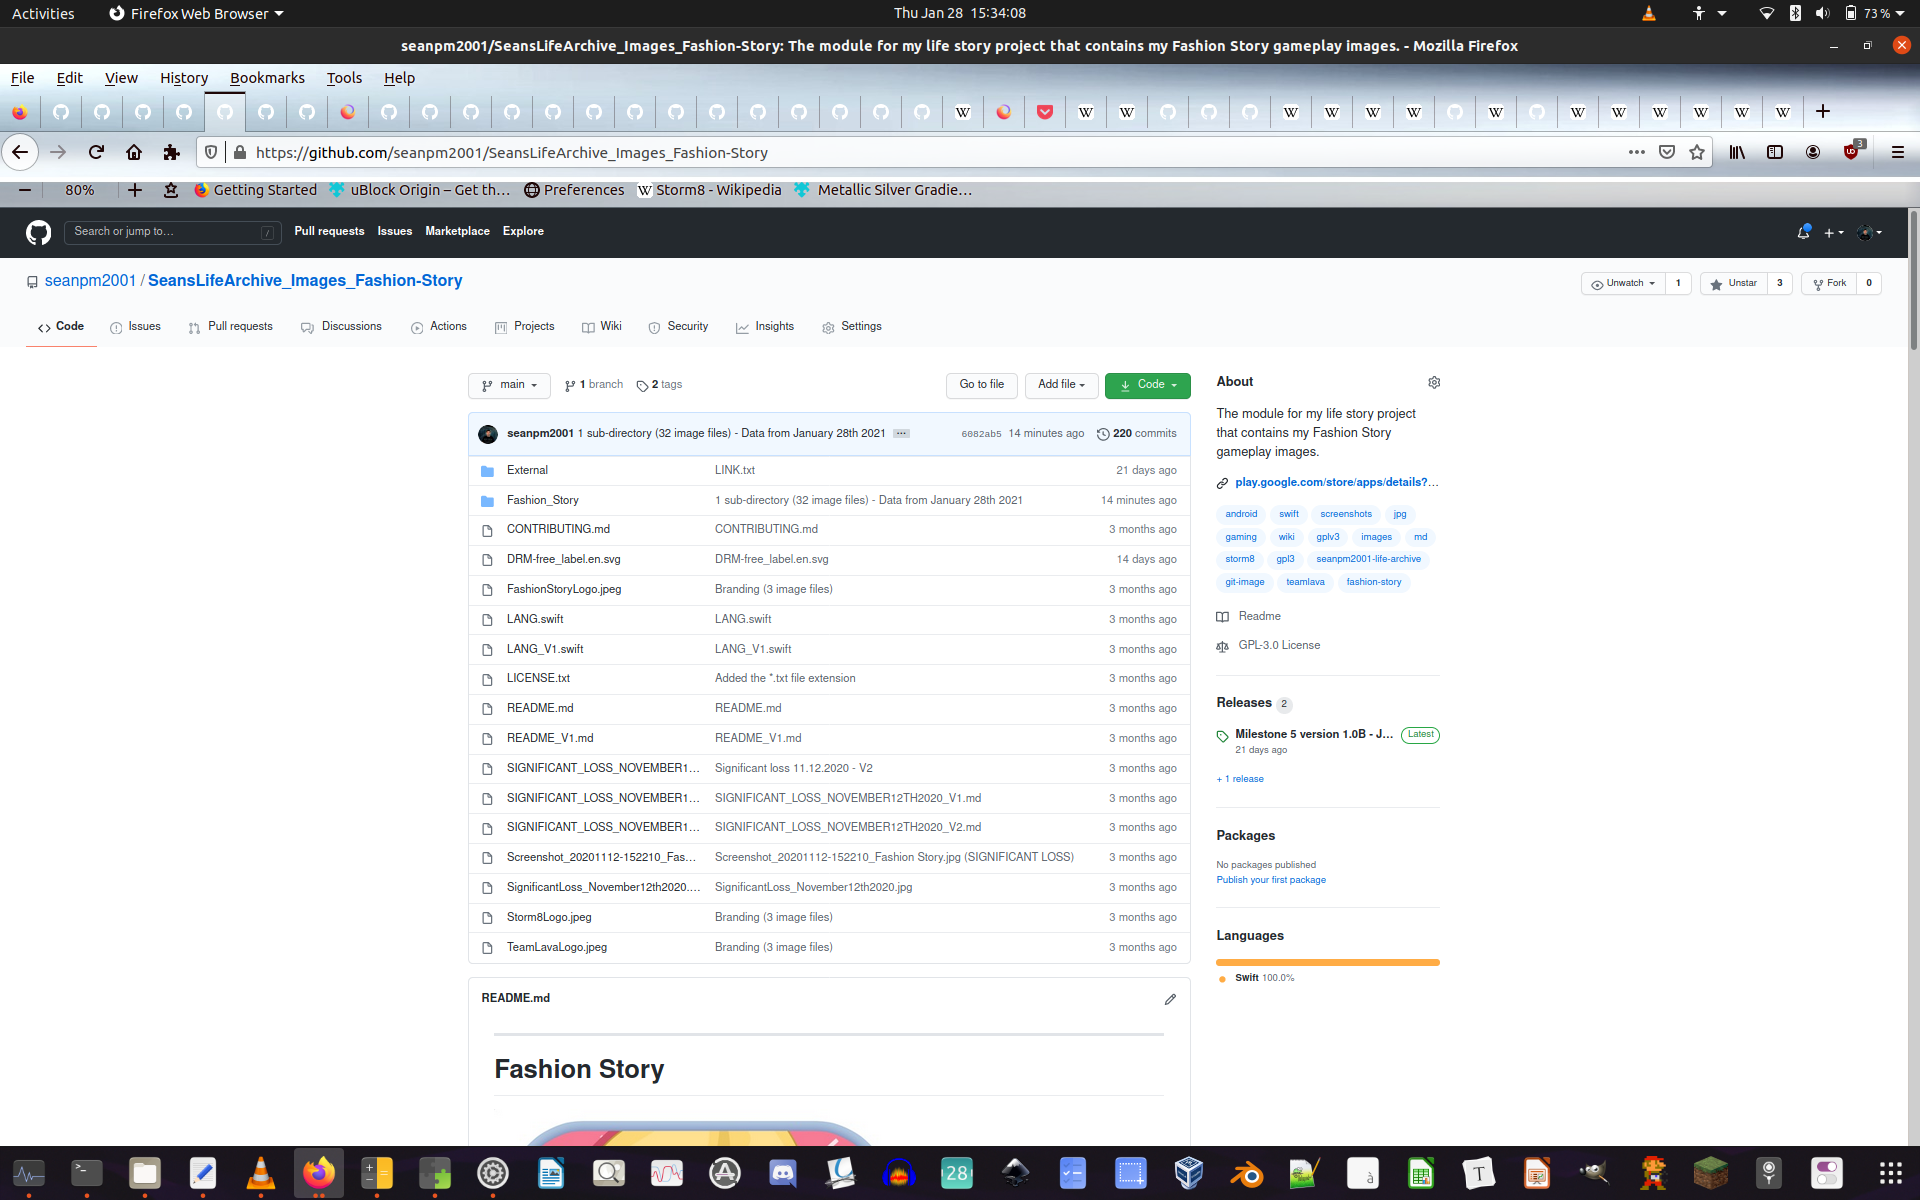 Activities
Firefox Web Browser
Thu Jan 28 15:34:08
73 %
seanpm2001/SeansLifeArchive_Images_Fashion-Story: The module for my life story project that contains my Fashion Story gameplay images. - Mozilla Firefox
File Edit View History Bookmarks Tools Help
https://github.com/seanpm2001/SeansLifeArchive_Images_Fashion-Story
3
80%
Getting Started
uBlock Origin – Get th…
Preferences
Storm8 - Wikipedia
Metallic Silver Gradie…
Search or jump to…
/
Pull requests Issues Marketplace Explore
seanpm2001 / SeansLifeArchive_Images_Fashion-Story
Unwatch 1
Unstar 3
Fork 0
Code
Issues
Pull requests
Discussions
Actions
Projects
Wiki
Security
Insights
Settings
main
1 branch
2 tags
Go to file
Add file
Code
seanpm2001 1 sub-directory (32 image files) - Data from January 28th 2021 ...
6082ab5 14 minutes ago
220 commits
External LINK.txt 21 days ago
Fashion_Story 1 sub-directory (32 image files) - Data from January 28th 2021 14 minutes ago
CONTRIBUTING.md CONTRIBUTING.md 3 months ago
DRM-free_label.en.svg DRM-free_label.en.svg 14 days ago
FashionStoryLogo.jpeg Branding (3 image files) 3 months ago
LANG.swift LANG.swift 3 months ago
LANG_V1.swift LANG_V1.swift 3 months ago
LICENSE.txt Added the *.txt file extension 3 months ago
README.md README.md 3 months ago
README_V1.md README_V1.md 3 months ago
SIGNIFICANT_LOSS_NOVEMBER1... Significant loss 11.12.2020 - V2 3 months ago
SIGNIFICANT_LOSS_NOVEMBER1... SIGNIFICANT_LOSS_NOVEMBER12TH2020_V1.md 3 months ago
SIGNIFICANT_LOSS_NOVEMBER1... SIGNIFICANT_LOSS_NOVEMBER12TH2020_V2.md 3 months ago
Screenshot_20201112-152210_Fas... Screenshot_20201112-152210_Fashion Story.jpg (SIGNIFICANT LOSS) 3 months ago
SignificantLoss_November12th2020.... SignificantLoss_November12th2020.jpg 3 months ago
Storm8Logo.jpeg Branding (3 image files) 3 months ago
TeamLavaLogo.jpeg Branding (3 image files) 3 months ago
README.md
Fashion Story
About
The module for my life story project
that contains my Fashion Story
gameplay images.
play.google.com/store/apps/details?...
android swift screenshots jpg
gaming wiki gplv3 images md
storm8 gpl3 seanpm2001-life-archive
git-image teamlava fashion-story
Readme
GPL-3.0 License
Releases 2
Milestone 5 version 1.0B - J... Latest
21 days ago
+ 1 release
Packages
No packages published
Publish your first package
Languages
Swift 100.0%
28